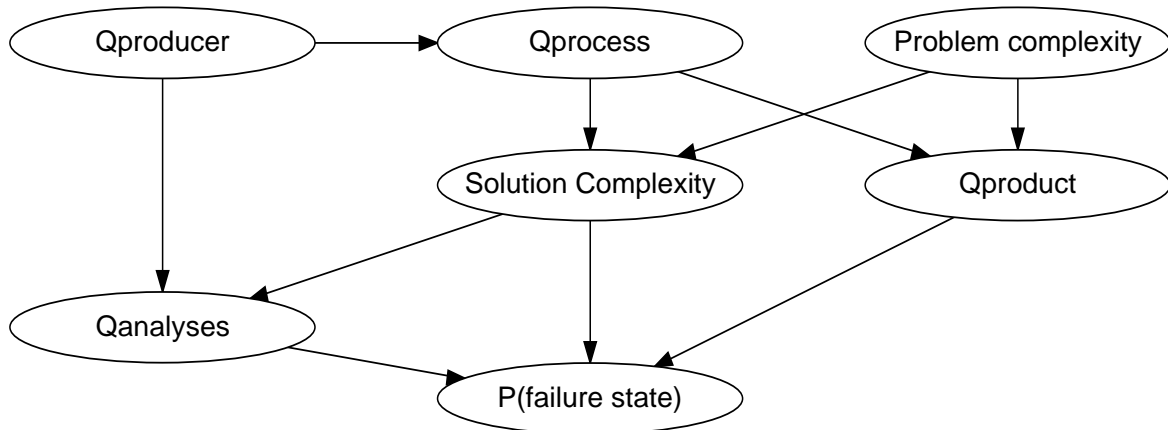 Qproducer
Qprocess
Problem complexity
Solution Complexity
Qproduct
Qanalyses
P(failure state)